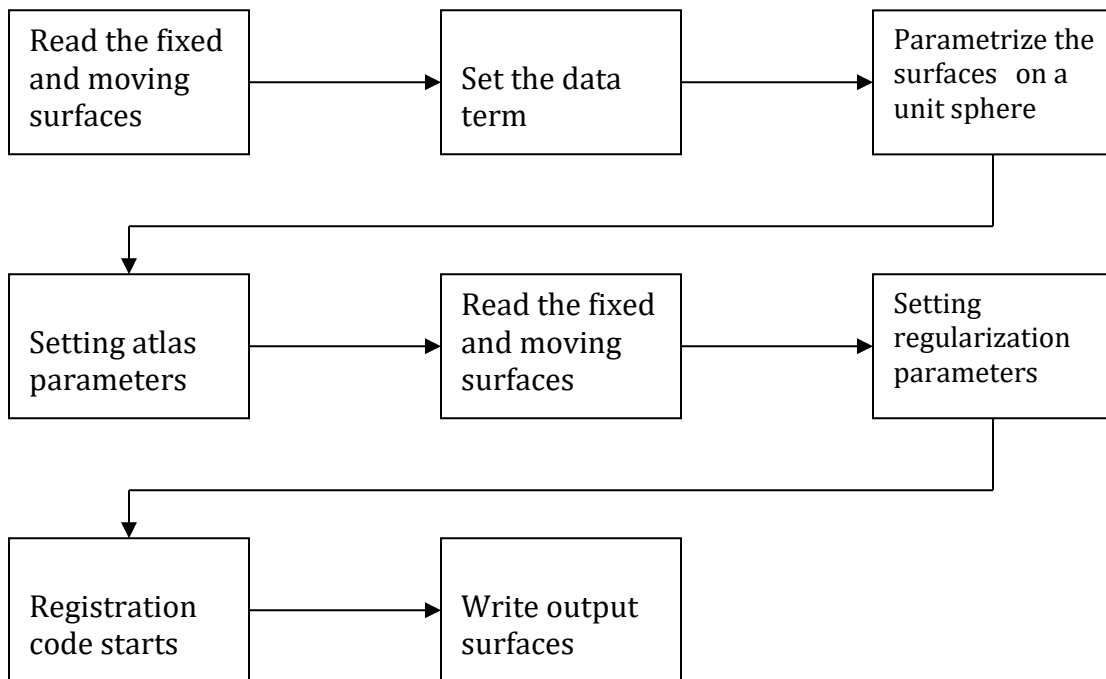 Read the fixed
and moving
surfaces
Set the data
term
Parametrize the
surfaces on a
unit sphere
Setting atlas
parameters
Read the fixed
and moving
surfaces
Setting
regularization
parameters
Registration
code starts
Write output
surfaces